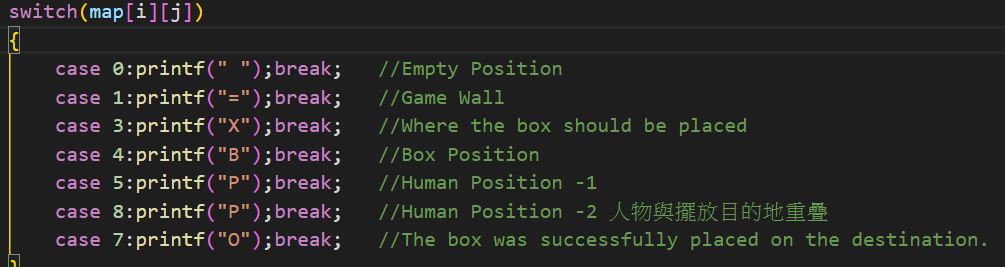 switch(map[i][j])
{
case 0:printf(" ");break; //Empty Position
case 1:printf("=");break; //Game Wall
case 3:printf("X");break; //Where the box should be placed
case 4:printf("B");break; //Box Position
case 5:printf("P");break; //Human Position -1
case 8:printf("P");break; //Human Position -2 人物與擺放目的地重疊
case 7:printf("O");break; //The box was successfully placed on the destination.
}